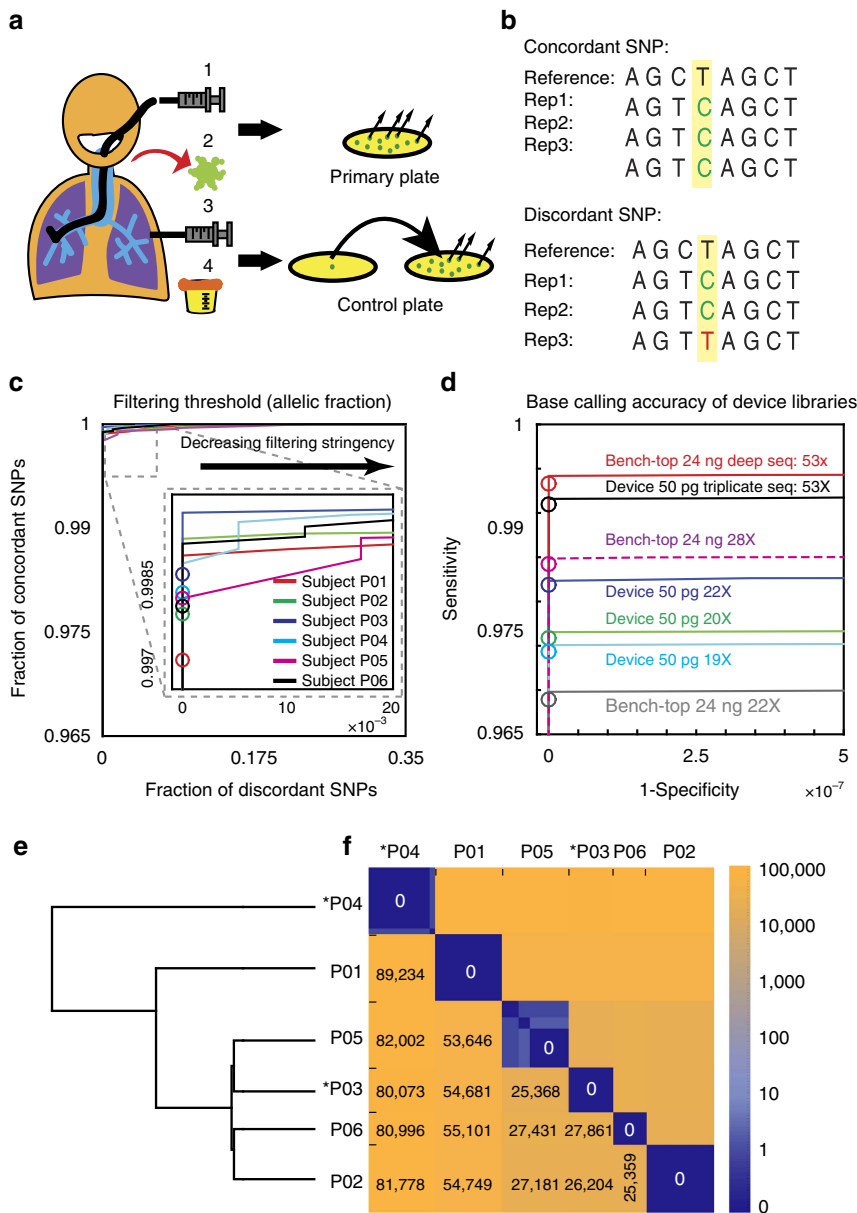 a
1
2
3
4
Primary plate
Control plate
b
Concordant SNP:
Reference: A G C T A G C T
Rep1: A G T C A G C T
Rep2: A G T C A G C T
Rep3: A G T C A G C T
Discordant SNP:
Reference: A G C T A G C T
Rep1: A G T C A G C T
Rep2: A G T C A G C T
Rep3: A G T T A G C T
c
Filtering threshold (allelic fraction)
Decreasing filtering stringency
1
0.99
0.975
0.965
Fraction of concordant SNPs
0.9985
0.997
Subject P01
Subject P02
Subject P03
Subject P04
Subject P05
Subject P06
0
20
×10⁻³
0
0.175
0.35
Fraction of discordant SNPs
d
Base calling accuracy of device libraries
1
0.99
0.975
0.965
Sensitivity
Bench-top 24 ng deep seq: 53x
Device 50 pg triplicate seq: 53X
Bench-top 24 ng 28X
Device 50 pg 22X
Device 50 pg 20X
Device 50 pg 19X
Bench-top 24 ng 22X
0
5
1-Specificity
×10⁻⁷
e
*P04
P01
P05
*P03
P06
P02
f
*P04 P01 P05 *P03 P06 P02
0
89,234 0
82,002 53,646 0
80,073 54,681 25,368 0
80,996 55,101 27,431 27,861 0
81,778 54,749 27,181 26,204 25,359 0
100,000
10,000
1,000
100
10
1
0